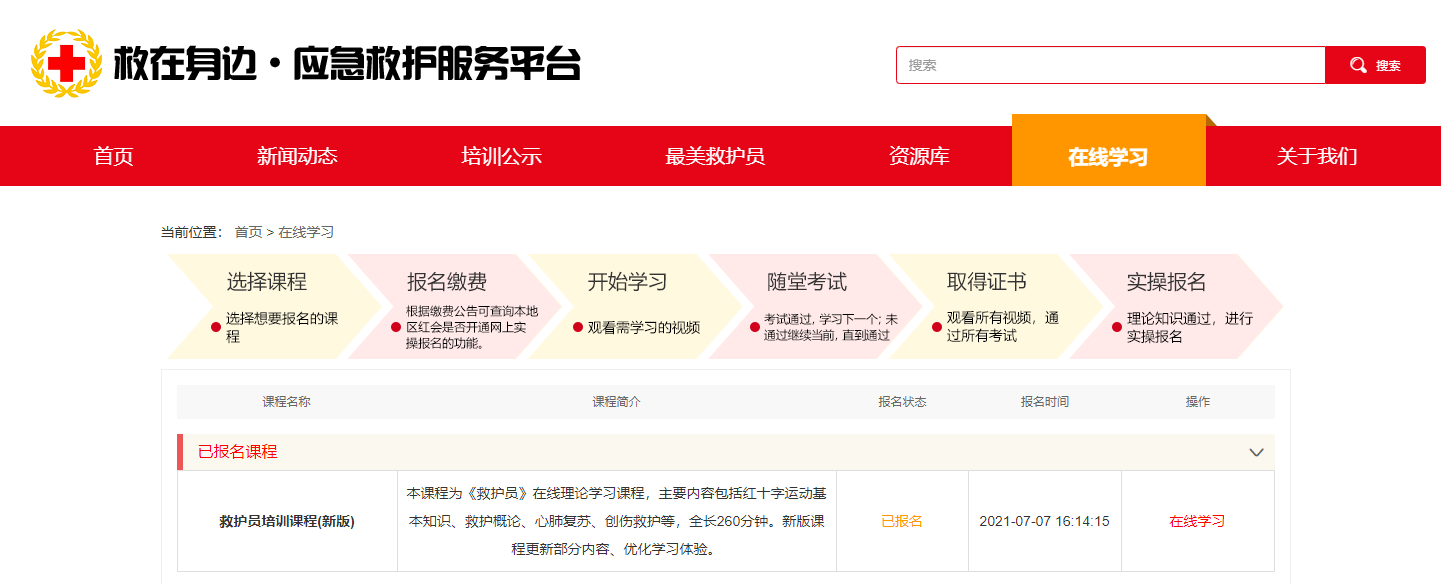 救在身边·应急救护服务平台
搜索
搜索
首页
新闻动态
培训公示
最美救护员
资源库
在线学习
关于我们
当前位置： 首页 > 在线学习
选择课程
选择想要报名的课
程
报名缴费
根据缴费公告可查询本地
区红会是否开通网上实
操报名的功能。
开始学习
观看需学习的视频
随堂考试
考试通过, 学习下一个; 未
通过继续当前, 直到通过
取得证书
观看所有视频，通
过所有考试
实操报名
理论知识通过，进行
实操报名
课程名称
课程简介
报名状态
报名时间
操作
已报名课程
救护员培训课程(新版)
本课程为《救护员》在线理论学习课程，主要内容包括红十字运动基
本知识、救护概论、心肺复苏、创伤救护等，全长260分钟。新版课
程更新部分内容、优化学习体验。
已报名
2021-07-07 16:14:15
在线学习